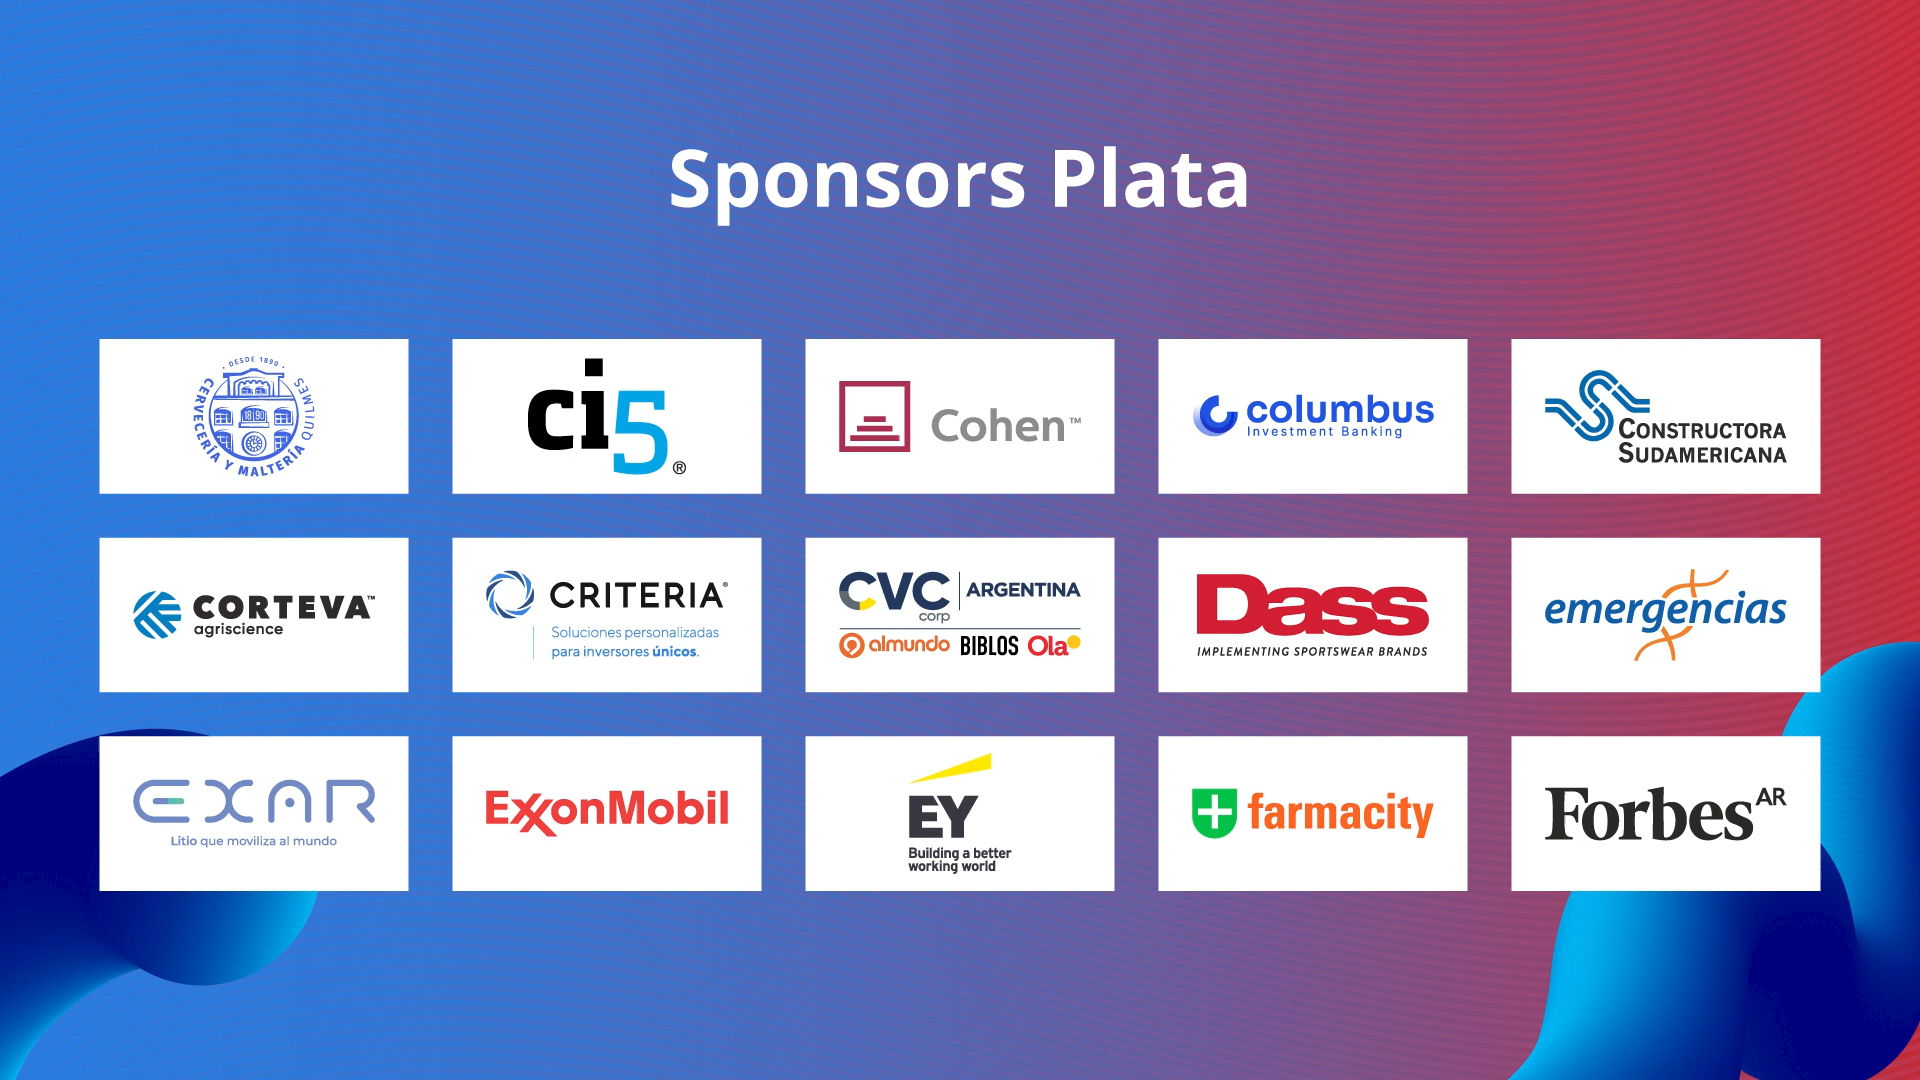 Sponsors Plata
· DESDE 1890 ·
CERVECERÍA Y MALTERÍA QUILMES
1890
ci5®
Cohen™
columbus
Investment Banking
CONSTRUCTORA
SUDAMERICANA
CORTEVA™
agriscience
CRITERIA®
Soluciones personalizadas
para inversores únicos.
CVC
corp
ARGENTINA
almundo BIBLOS Ola
Dass
IMPLEMENTING SPORTSWEAR BRANDS
emergencias
EXAR
Litio que moviliza al mundo
ExxonMobil
EY
Building a better
working world
farmacity
Forbes AR